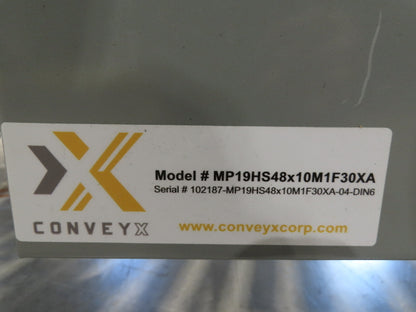 Model # MP19HS48x10M1F30XA
Serial # 102187-MP19HS48x10M1F30XA-04-DIN6
CONVEYX
www.conveyxcorp.com